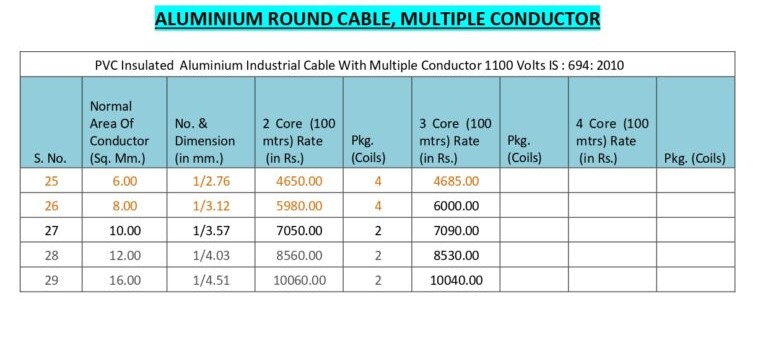 ALUMINIUM ROUND CABLE, MULTIPLE CONDUCTOR
PVC Insulated Aluminium Industrial Cable With Multiple Conductor 1100 Volts IS : 694: 2010
S. No. Normal Area Of Conductor (Sq. Mm.) No. & Dimension (in mm.) 2 Core (100 mtrs) Rate (in Rs.) Pkg. (Coils) 3 Core (100 mtrs) Rate (in Rs.) Pkg. (Coils) 4 Core (100 mtrs) Rate (in Rs.) Pkg. (Coils)
25 6.00 1/2.76 4650.00 4 4685.00
26 8.00 1/3.12 5980.00 4 6000.00
27 10.00 1/3.57 7050.00 2 7090.00
28 12.00 1/4.03 8560.00 2 8530.00
29 16.00 1/4.51 10060.00 2 10040.00